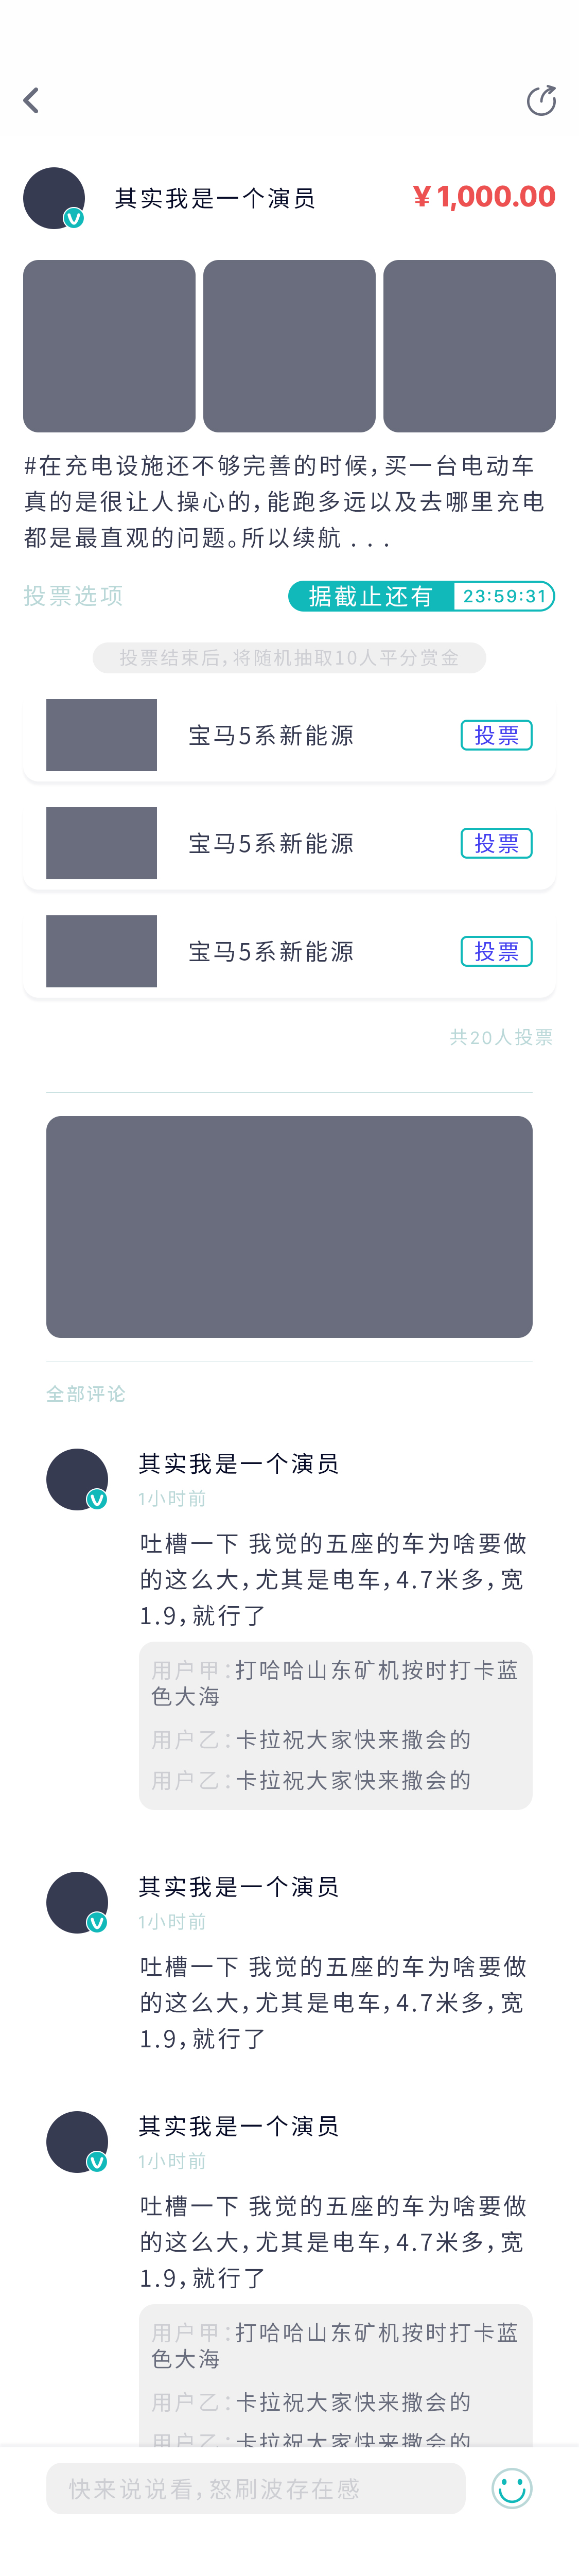 其实我是一个演员
¥ 1,000.00
#在充电设施还不够完善的时候，买一台电动车
真的是很让人操心的，能跑多远以及去哪里充电
都是最直观的问题。所以续航 . . .
投票选项
据截止还有 23:59:31
投票结束后，将随机抽取10人平分赏金
宝马5系新能源
投票
宝马5系新能源
投票
宝马5系新能源
投票
共20人投票
全部评论
其实我是一个演员
1小时前
吐槽一下 我觉的五座的车为啥要做
的这么大，尤其是电车，4.7米多，宽
1.9，就行了
用户甲：打哈哈山东矿机按时打卡蓝
色大海
用户乙：卡拉祝大家快来撒会的
用户乙：卡拉祝大家快来撒会的
其实我是一个演员
1小时前
吐槽一下 我觉的五座的车为啥要做
的这么大，尤其是电车，4.7米多，宽
1.9，就行了
其实我是一个演员
1小时前
吐槽一下 我觉的五座的车为啥要做
的这么大，尤其是电车，4.7米多，宽
1.9，就行了
用户甲：打哈哈山东矿机按时打卡蓝
色大海
用户乙：卡拉祝大家快来撒会的
用户乙：卡拉祝大家快来撒会的
快来说说看，怒刷波存在感